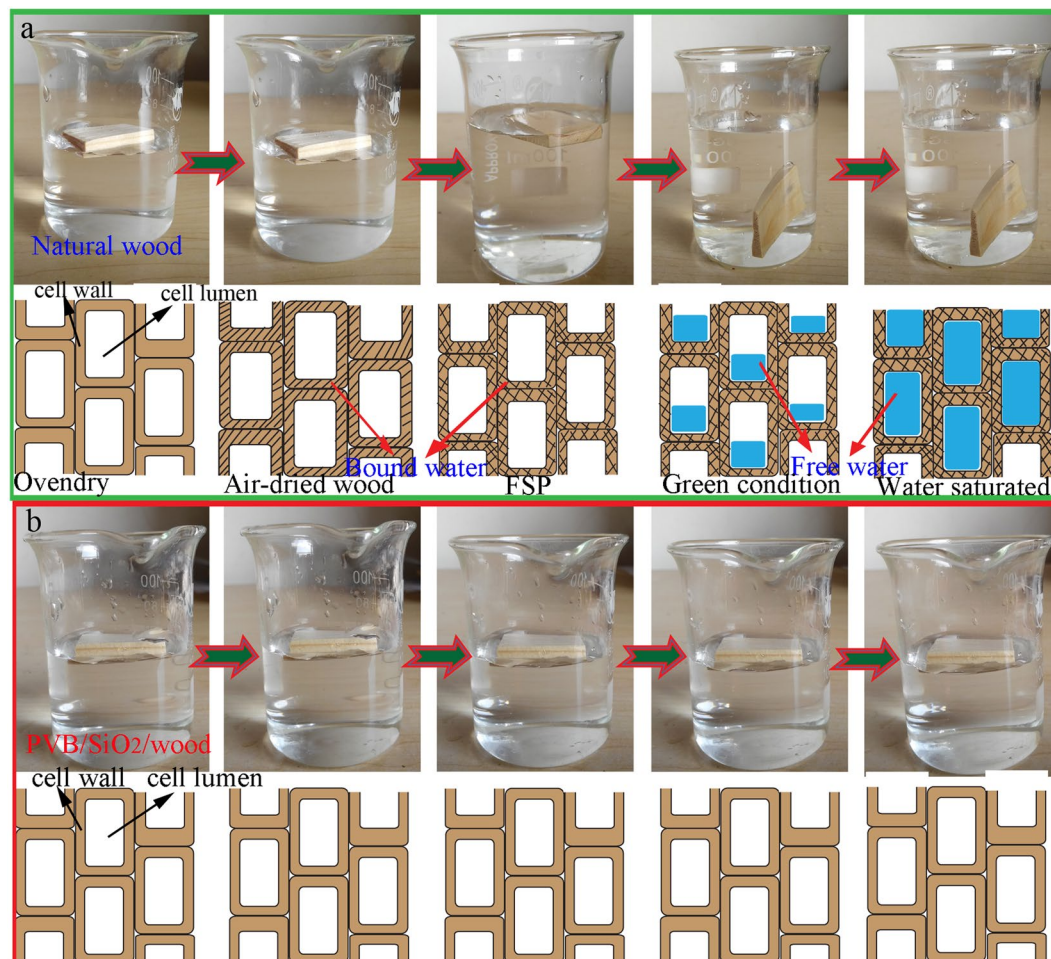 a
Natural wood
cell wall
cell lumen
Bound water
Free water
Ovendry
Air-dried wood
FSP
Green condition
Water saturated
b
PVB/SiO2/wood
cell wall
cell lumen